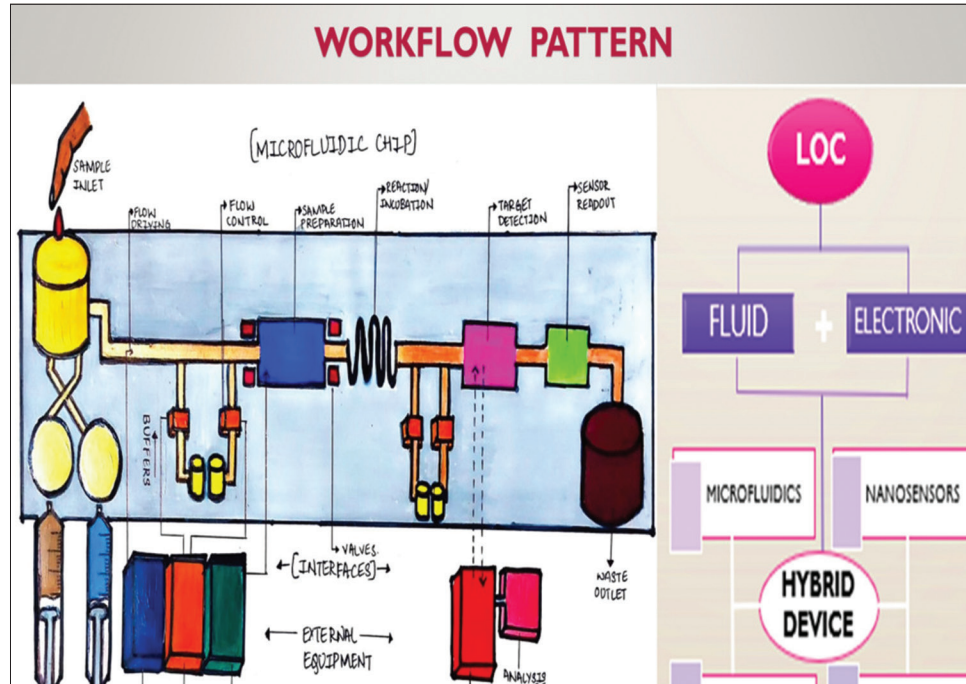 WORKFLOW PATTERN
[MICROFLUIDIC CHIP]
SAMPLE
INLET
FLOW
DRIVING
FLOW
CONTROL
SAMPLE
PREPARATION
REACTION/
INCUBATION
TARGET
DETECTION
SENSOR
READOUT
BUFFERS
VALVES
[INTERFACES]
EXTERNAL
EQUIPMENT
ANALYSIS
WASTE
OUTLET
LOC
FLUID + ELECTRONIC
MICROFLUIDICS
NANOSENSORS
HYBRID
DEVICE